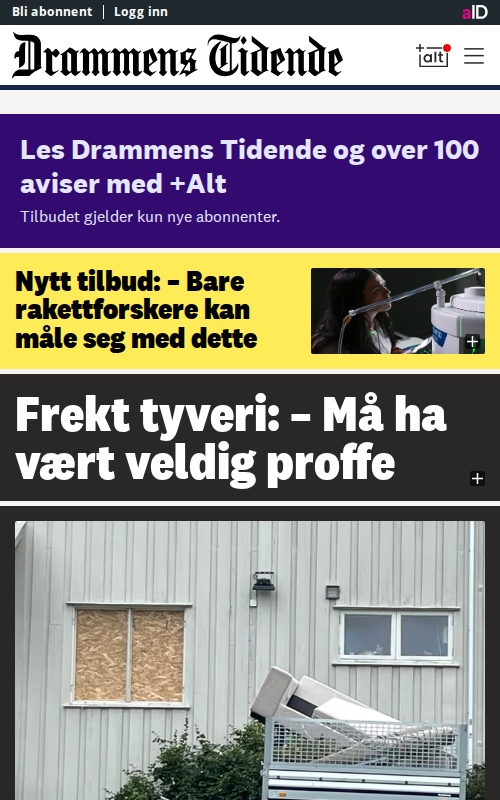 Bli abonnent
Logg inn
aID
Drammens Tidende
+alt
Les Drammens Tidende og over 100
aviser med +Alt
Tilbudet gjelder kun nye abonnenter.
Nytt tilbud: – Bare
rakettforskere kan
måle seg med dette
Frekt tyveri: – Må ha
vært veldig proffe